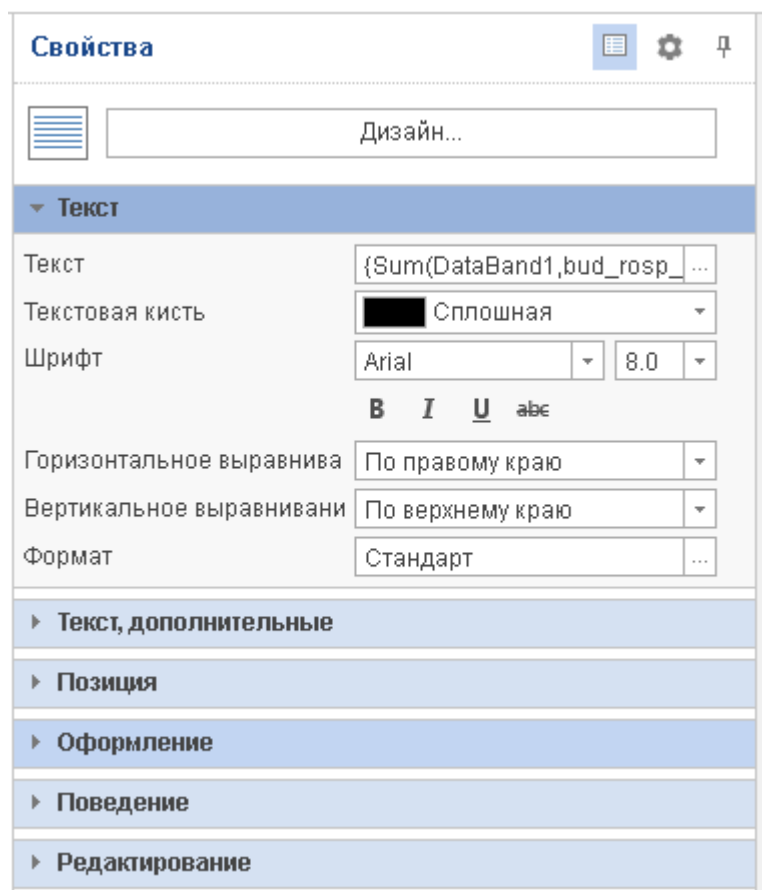 Свойства
Дизайн...
Текст
Текст {Sum(DataBand1,bud_rosp_ ...
Текстовая кисть Сплошная
Шрифт Arial 8.0
B I U abc
Горизонтальное выравнива По правому краю
Вертикальное выравнивани По верхнему краю
Формат Стандарт ...
Текст, дополнительные
Позиция
Оформление
Поведение
Редактирование